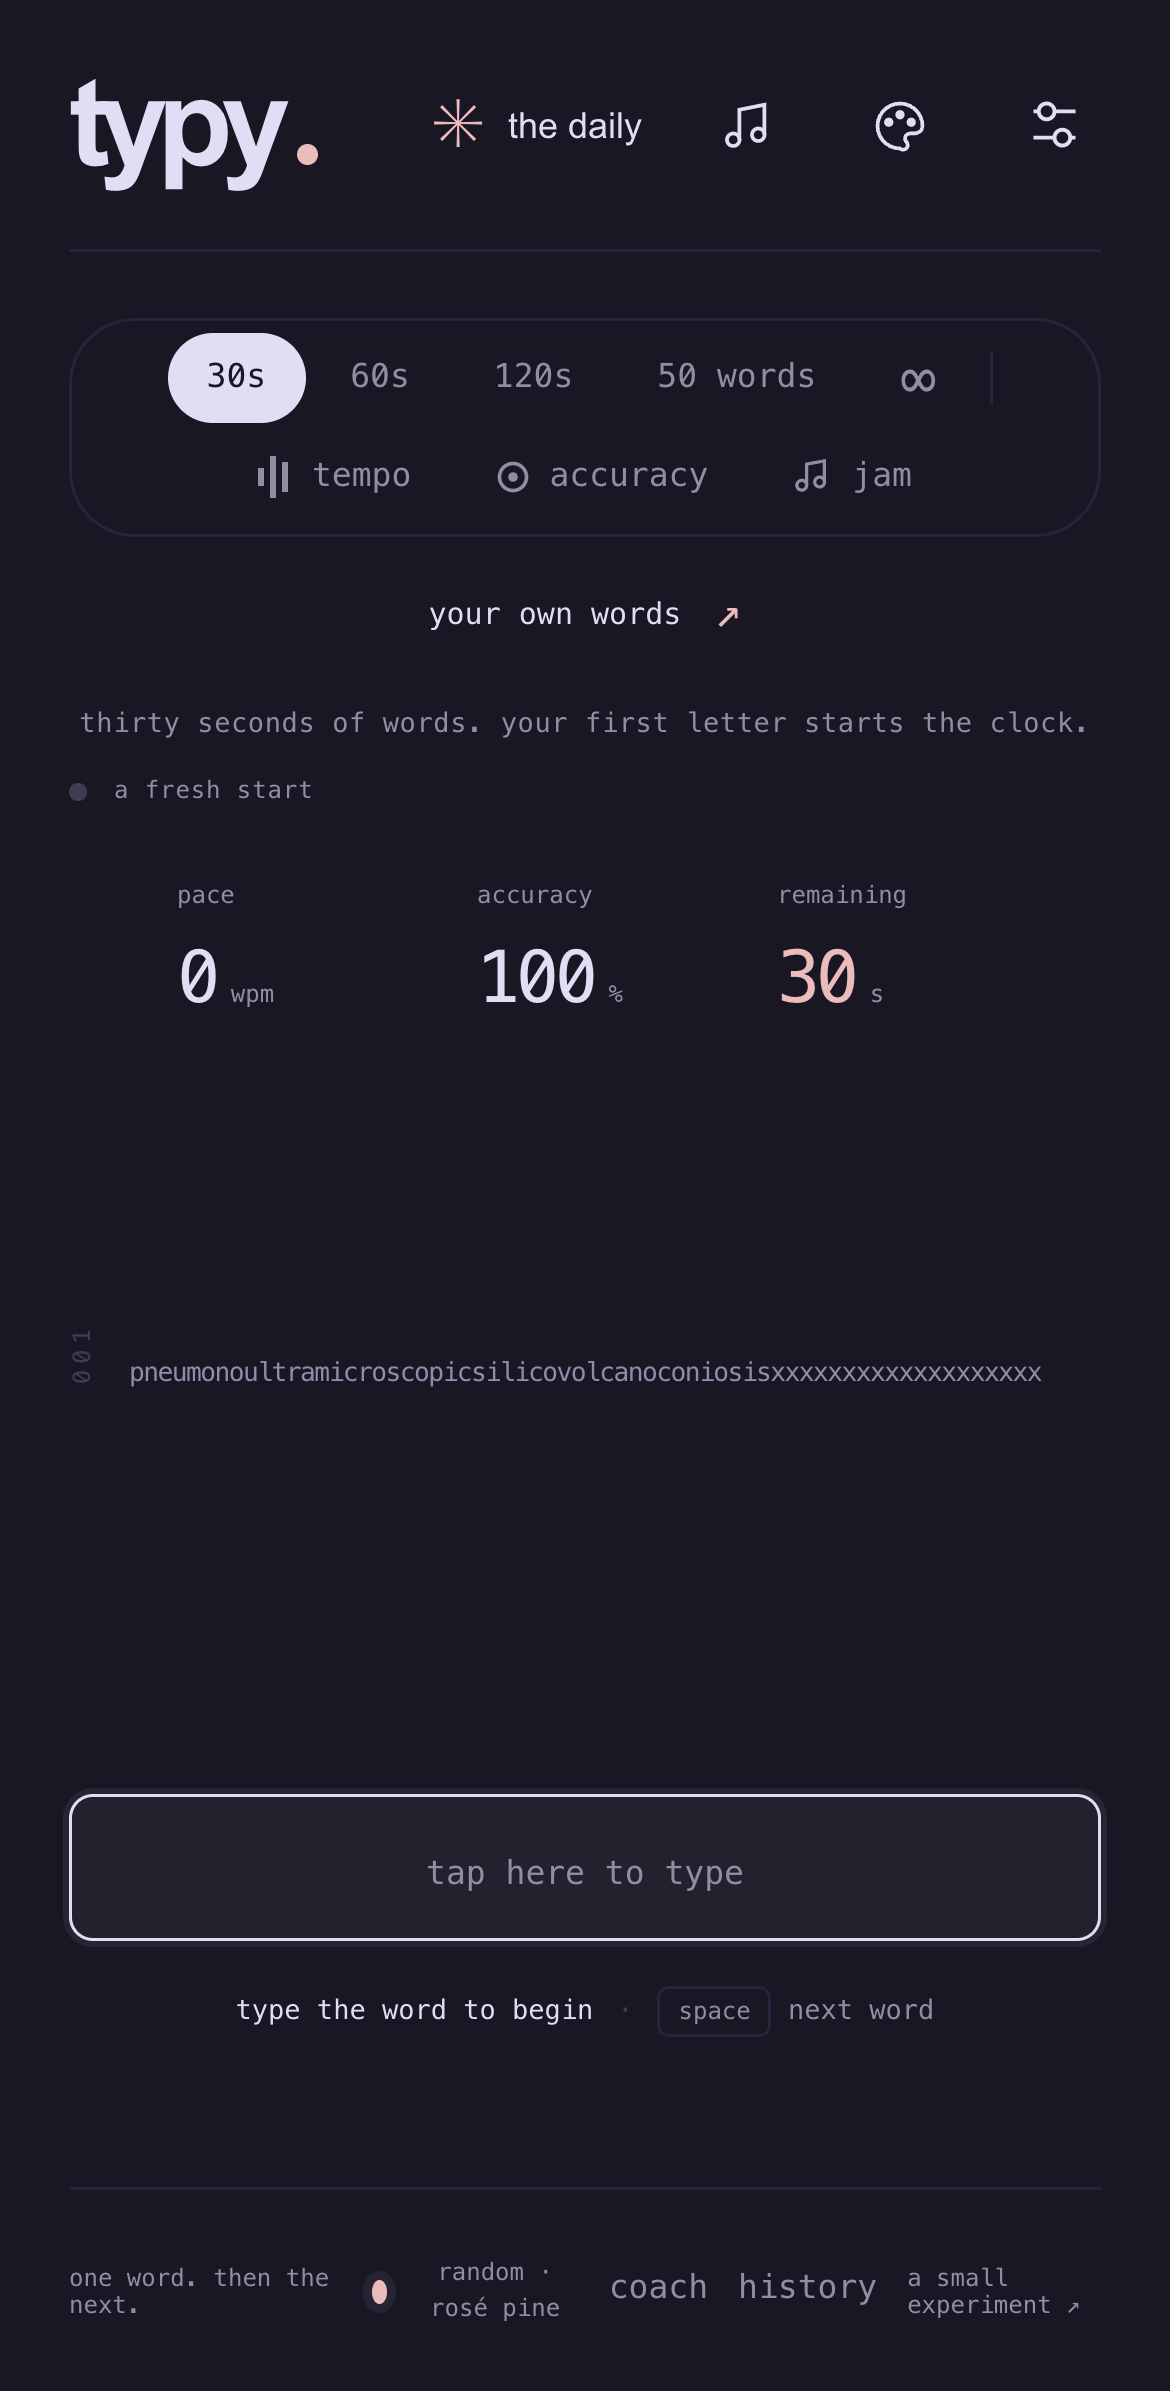 typy.
the daily
30s 60s 120s 50 words ∞
tempo accuracy jam
your own words ↗
thirty seconds of words. your first letter starts the clock.
a fresh start
pace accuracy remaining
0 wpm 100 % 30 s
001
pneumonoultramicroscopicsilicovolcanoconiosisxxxxxxxxxxxxxxxxxxx
tap here to type
type the word to begin · space next word
one word. then the
next.
random ·
rosé pine
coach history
a small
experiment ↗